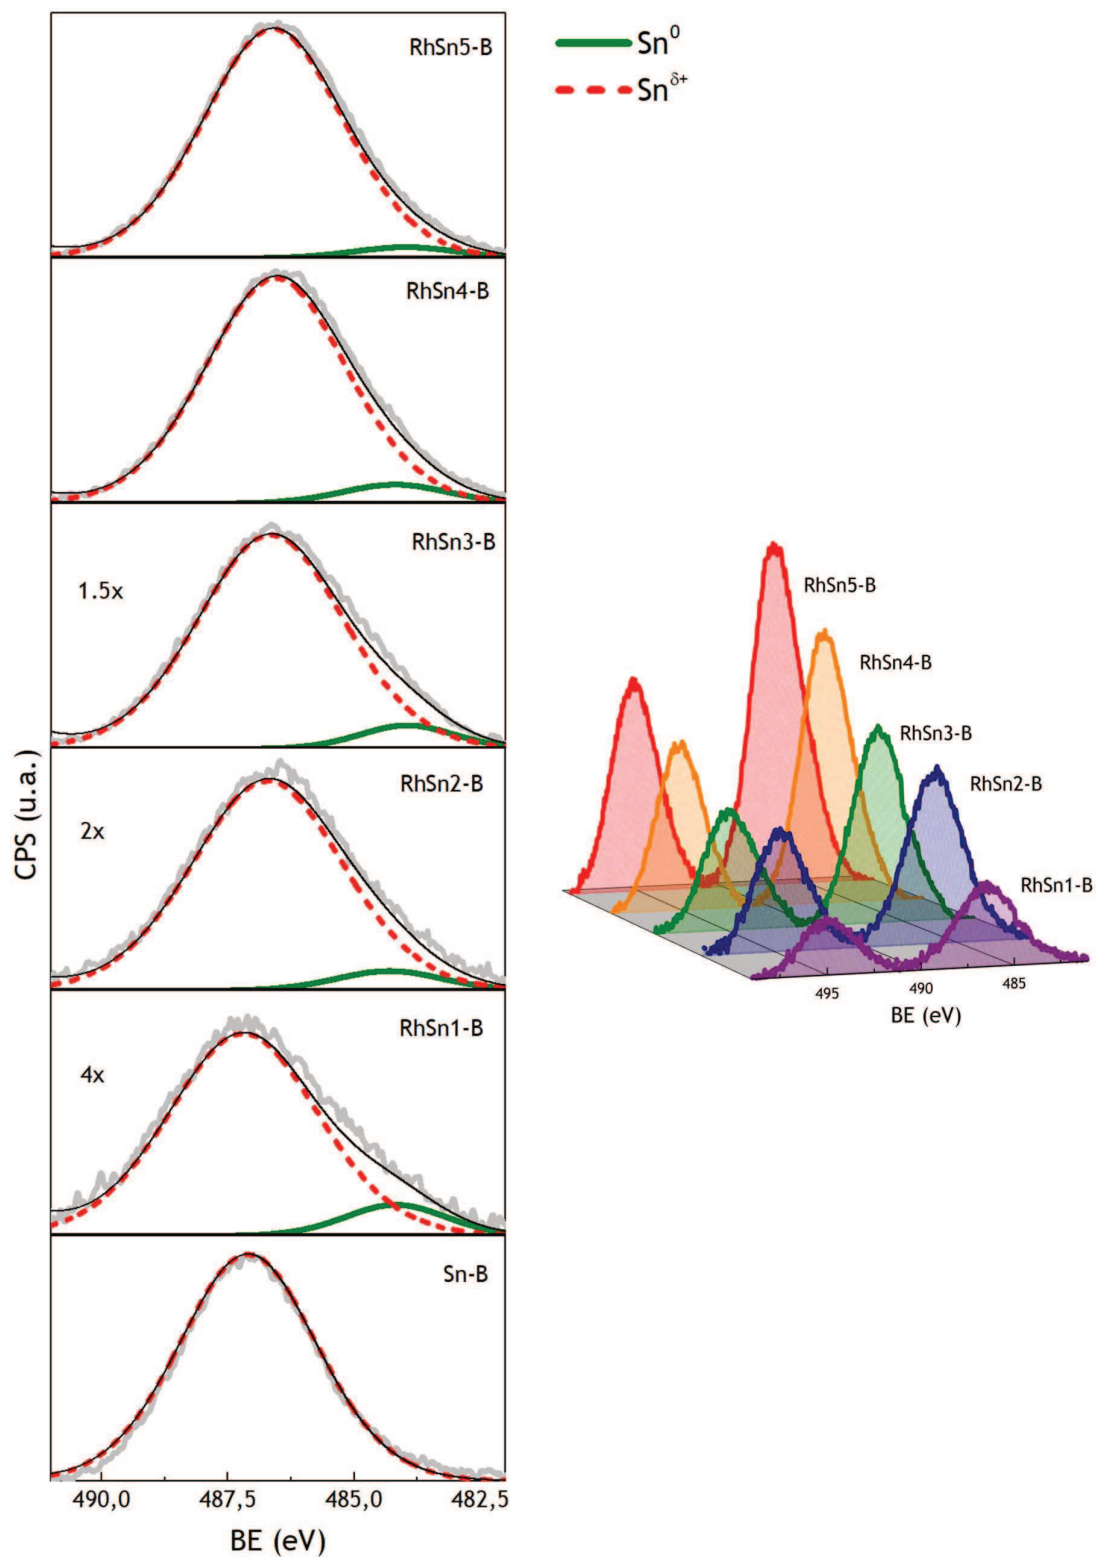 RhSn5-B
Sn⁰
Snᵟ⁺
RhSn4-B
RhSn3-B
1.5x
RhSn2-B
2x
RhSn1-B
4x
Sn-B
CPS (u.a.)
490,0 487,5 485,0 482,5
BE (eV)
RhSn5-B
RhSn4-B
RhSn3-B
RhSn2-B
RhSn1-B
495 490 485
BE (eV)